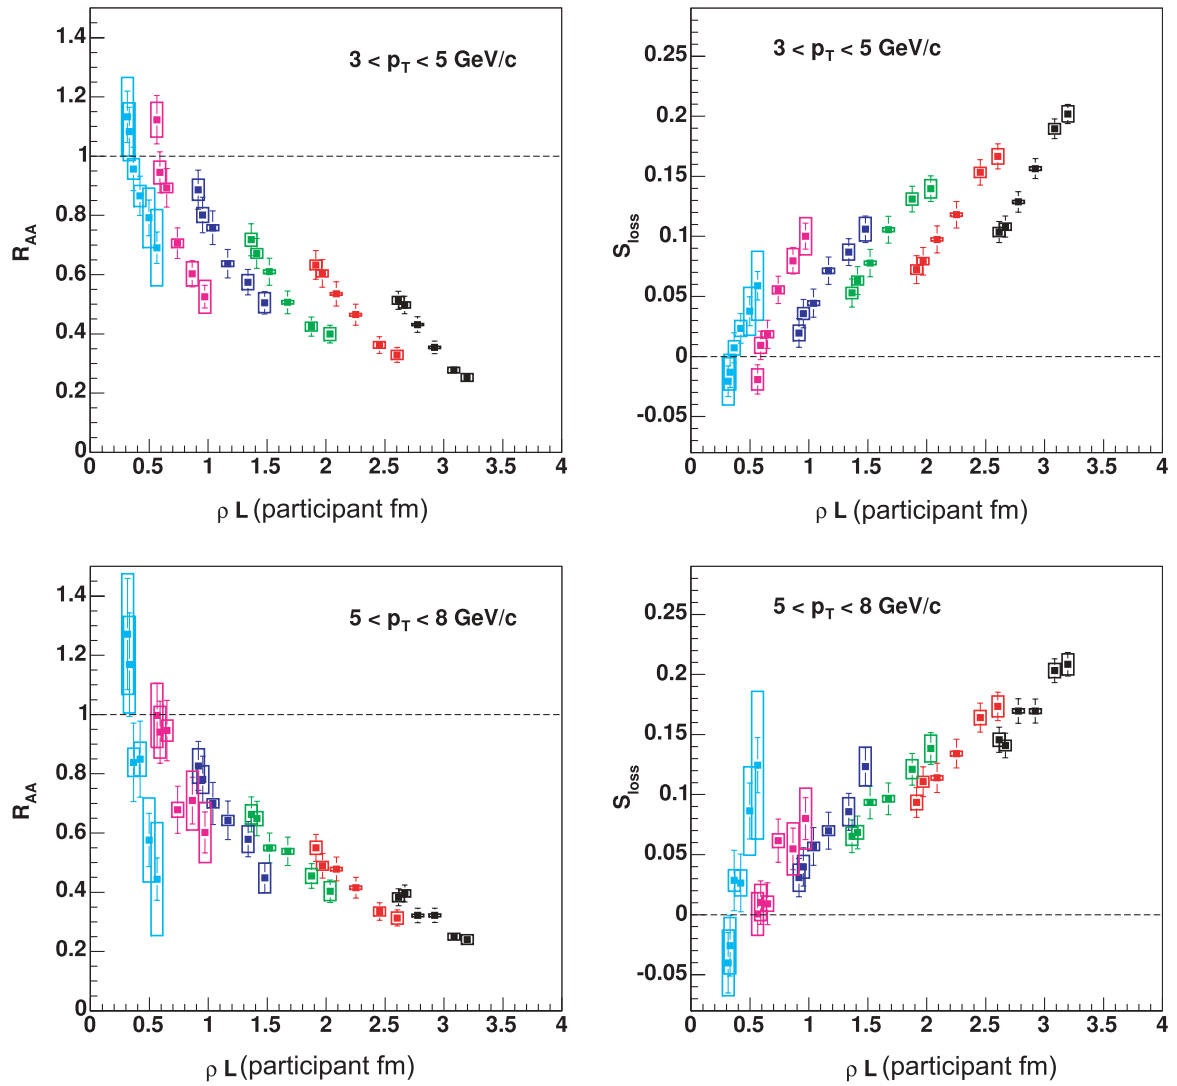 1.4
1.2
1
0.8
0.6
0.4
0.2
0
R_AA
3 < p_T < 5 GeV/c
0 0.5 1 1.5 2 2.5 3 3.5 4
ρ L (participant fm)
0.25
0.2
0.15
0.1
0.05
0
-0.05
S_loss
3 < p_T < 5 GeV/c
0 0.5 1 1.5 2 2.5 3 3.5 4
ρ L (participant fm)
1.4
1.2
1
0.8
0.6
0.4
0.2
0
R_AA
5 < p_T < 8 GeV/c
0 0.5 1 1.5 2 2.5 3 3.5 4
ρ L (participant fm)
0.25
0.2
0.15
0.1
0.05
0
-0.05
S_loss
5 < p_T < 8 GeV/c
0 0.5 1 1.5 2 2.5 3 3.5 4
ρ L (participant fm)